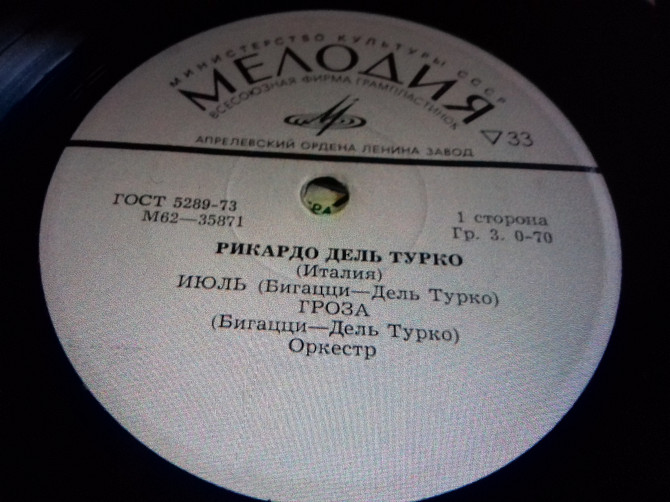 МИНИСТЕРСТВО КУЛЬТУРЫ СССР
МЕЛОДИЯ
ВСЕСОЮЗНАЯ ФИРМА ГРАМПЛАСТИНОК
33
АПРЕЛЕВСКИЙ ОРДЕНА ЛЕНИНА ЗАВОД
ГОСТ 5289-73
М62—35871
1 сторона
Гр. 3. 0-70
РИКАРДО ДЕЛЬ ТУРКО
(Италия)
ИЮЛЬ (Бигацци—Дель Турко)
ГРОЗА
(Бигацци—Дель Турко)
Оркестр